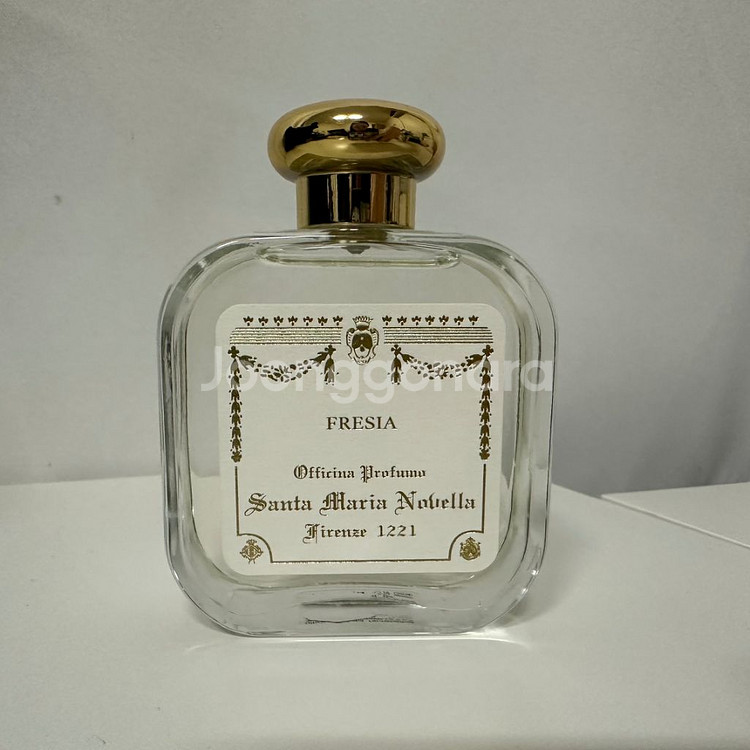 Joonggonara
FRESIA
Officina Profumo
Santa Maria Novella
Firenze 1221